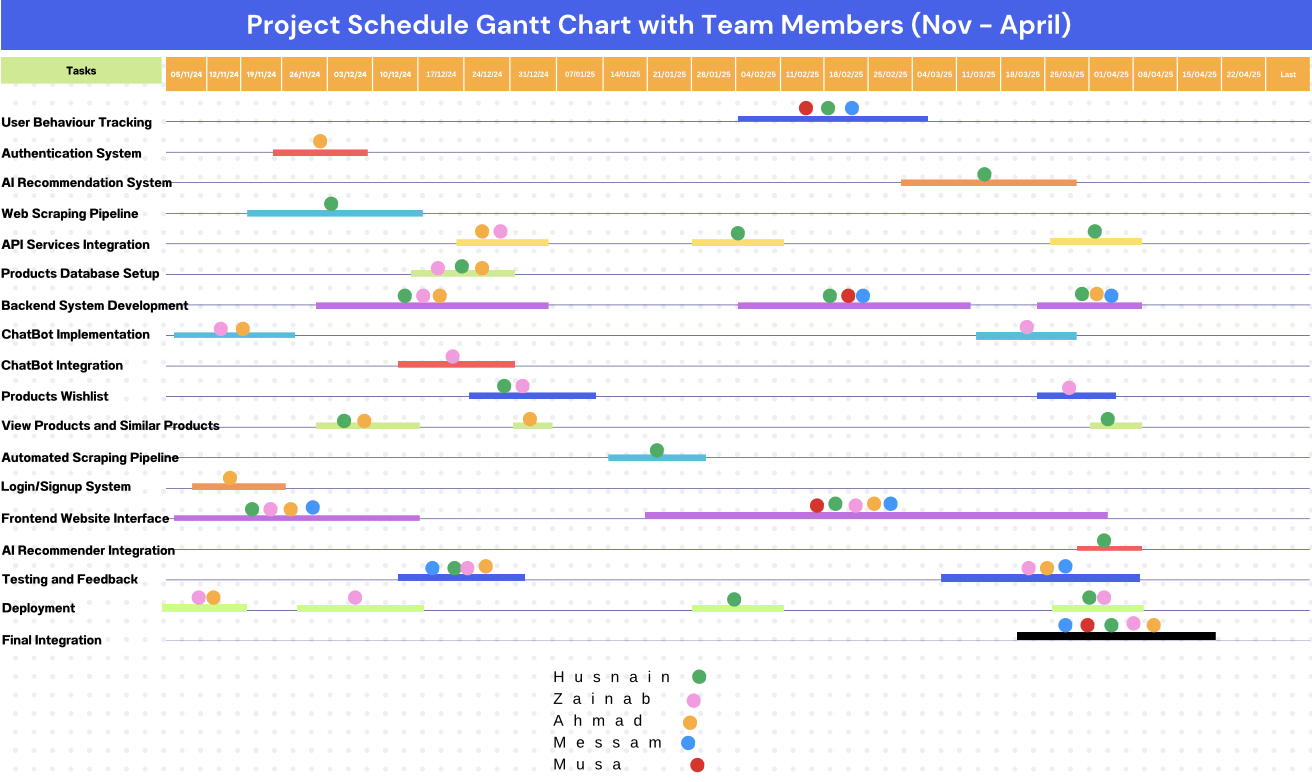 Project Schedule Gantt Chart with Team Members (Nov – April)
Tasks 05/11/24 12/11/24 19/11/24 26/11/24 03/12/24 10/12/24 17/12/24 24/12/24 31/12/24 07/01/25 14/01/25 21/01/25 28/01/25 04/02/25 11/02/25 18/02/25 25/02/25 04/03/25 11/03/25 18/03/25 25/03/25 01/04/25 08/04/25 15/04/25 22/04/25 Last
User Behaviour Tracking
Authentication System
AI Recommendation System
Web Scraping Pipeline
API Services Integration
Products Database Setup
Backend System Development
ChatBot Implementation
ChatBot Integration
Products Wishlist
View Products and Similar Products
Automated Scraping Pipeline
Login/Signup System
Frontend Website Interface
AI Recommender Integration
Testing and Feedback
Deployment
Final Integration
Husnain
Zainab
Ahmad
Messam
Musa